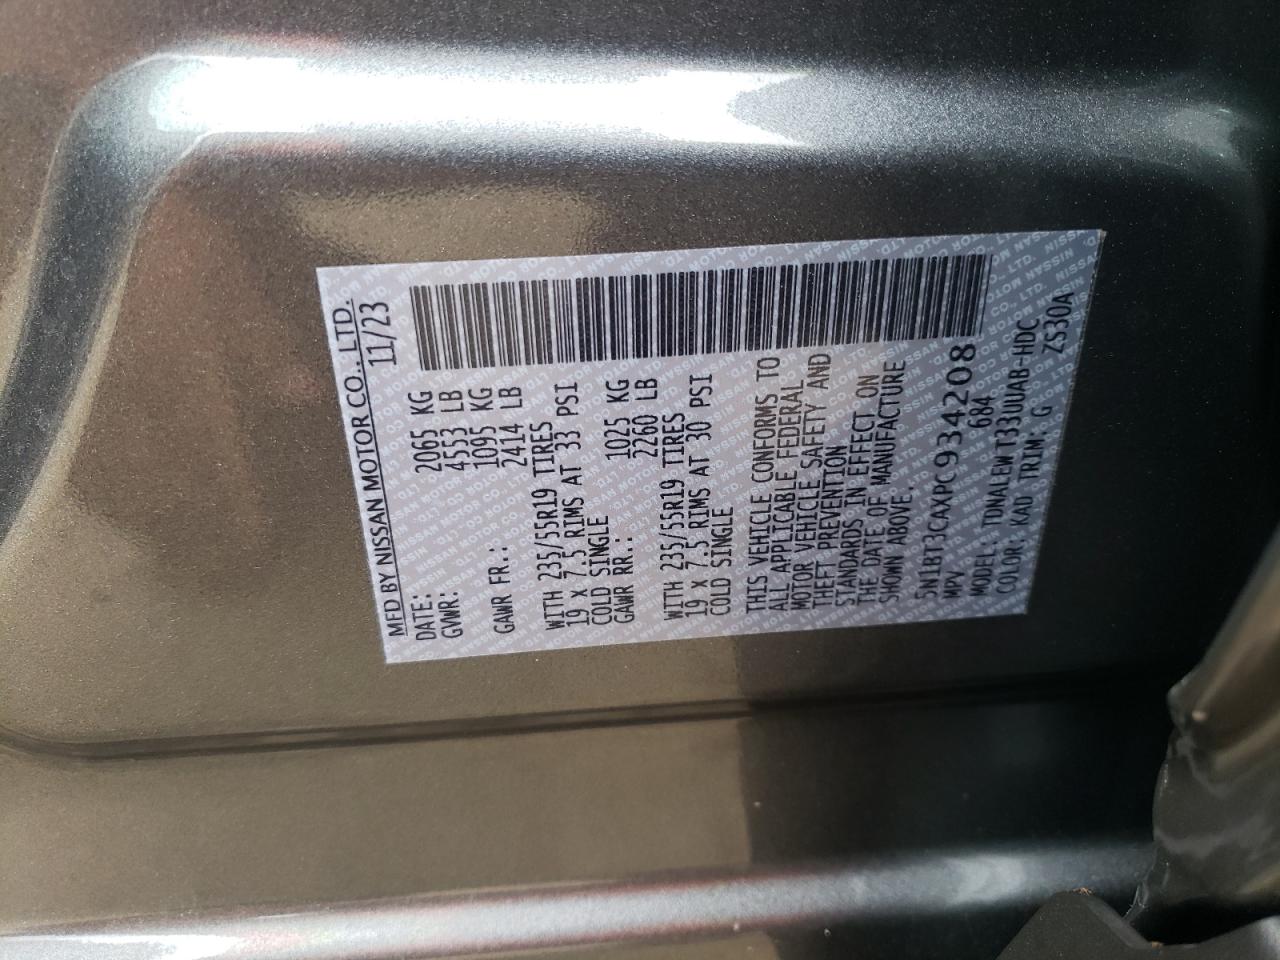 MFD BY NISSAN MOTOR CO., LTD.
DATE: 11/23
GVWR: 2065 KG
4553 LB
GAWR FR.: 1095 KG
2414 LB
WITH 235/55R19 TIRES
19 x 7.5 RIMS AT 33 PSI
COLD SINGLE
GAWR RR.: 1025 KG
2260 LB
WITH 235/55R19 TIRES
19 x 7.5 RIMS AT 30 PSI
COLD SINGLE
THIS VEHICLE CONFORMS TO
ALL APPLICABLE FEDERAL
MOTOR VEHICLE SAFETY AND
THEFT PREVENTION
STANDARDS IN EFFECT ON
THE DATE OF MANUFACTURE
SHOWN ABOVE.
5N1BT3CAXPC934208
MPV 684
MODEL: TDNALEWT33UUAB-HDC
COLOR: KAD TRIM: G ZS30A